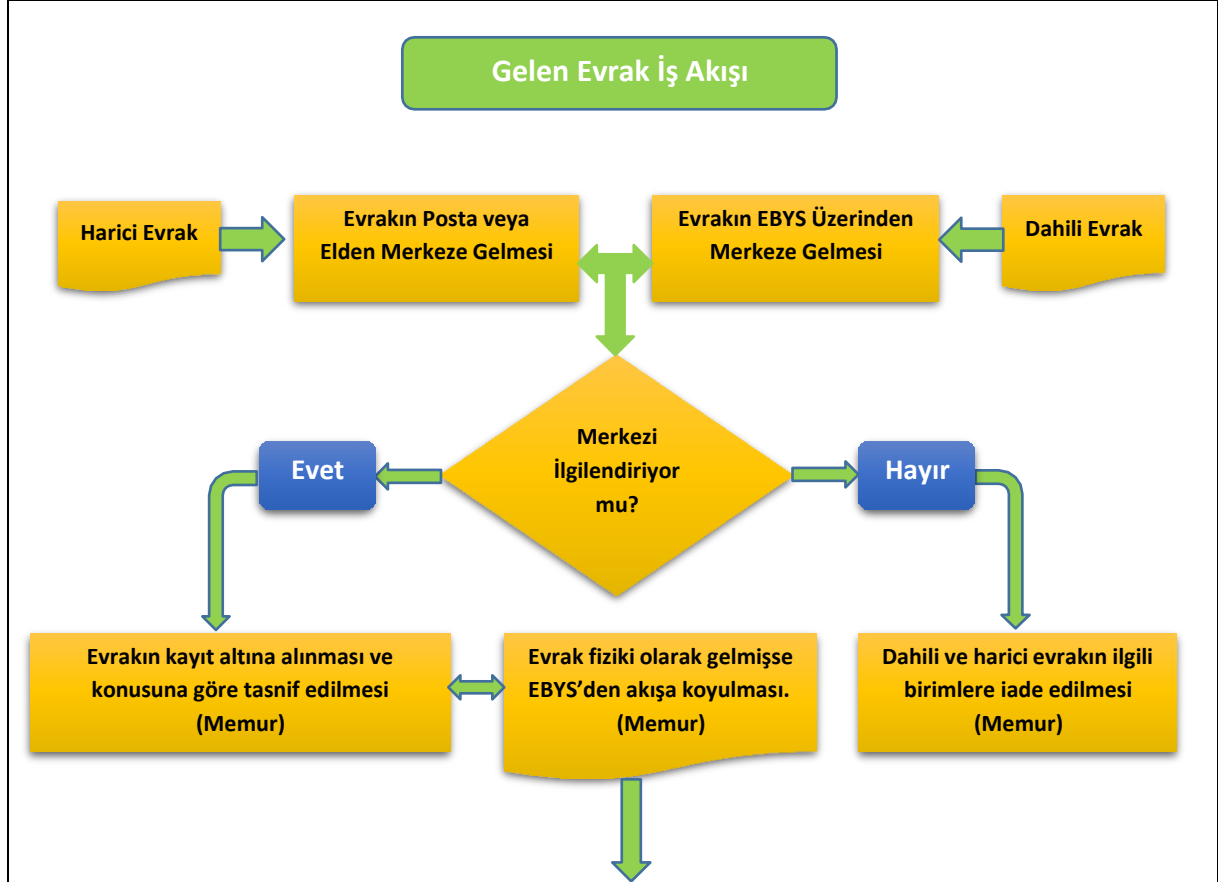 Gelen Evrak İş Akışı
Harici Evrak
Evrakın Posta veya
Elden Merkeze Gelmesi
Evrakın EBYS Üzerinden
Merkeze Gelmesi
Dahili Evrak
Merkezi
İlgilendiriyor
mu?
Evet
Hayır
Evrakın kayıt altına alınması ve
konusuna göre tasnif edilmesi
(Memur)
Evrak fiziki olarak gelmişse
EBYS’den akışa koyulması.
(Memur)
Dahili ve harici evrakın ilgili
birimlere iade edilmesi
(Memur)